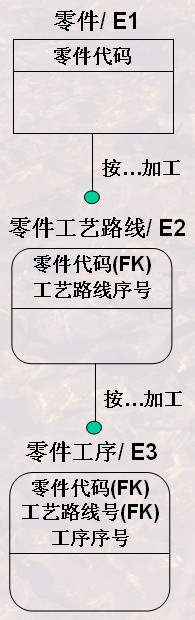 零件/ E1
零件代码
按...加工
零件工艺路线/ E2
零件代码(FK)
工艺路线序号
按...加工
零件工序/ E3
零件代码(FK)
工艺路线号(FK)
工序序号